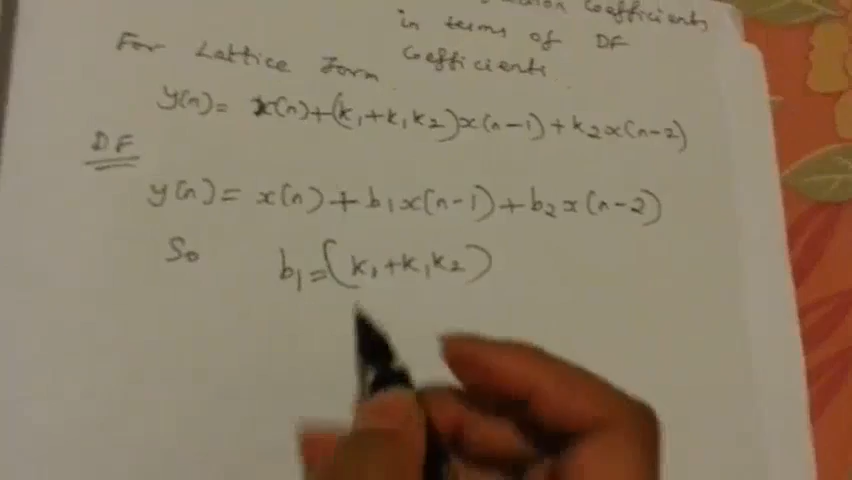 Coefficients
in terms of DF
Coefficients
For Lattice Form
y(n) = x(n)+(k₁+k₁k₂)x(n-1)+k₂x(n-2)
DF
y(n) = x(n)+b₁x(n-1)+b₂x(n-2)
So b₁=(k₁+k₁k₂)